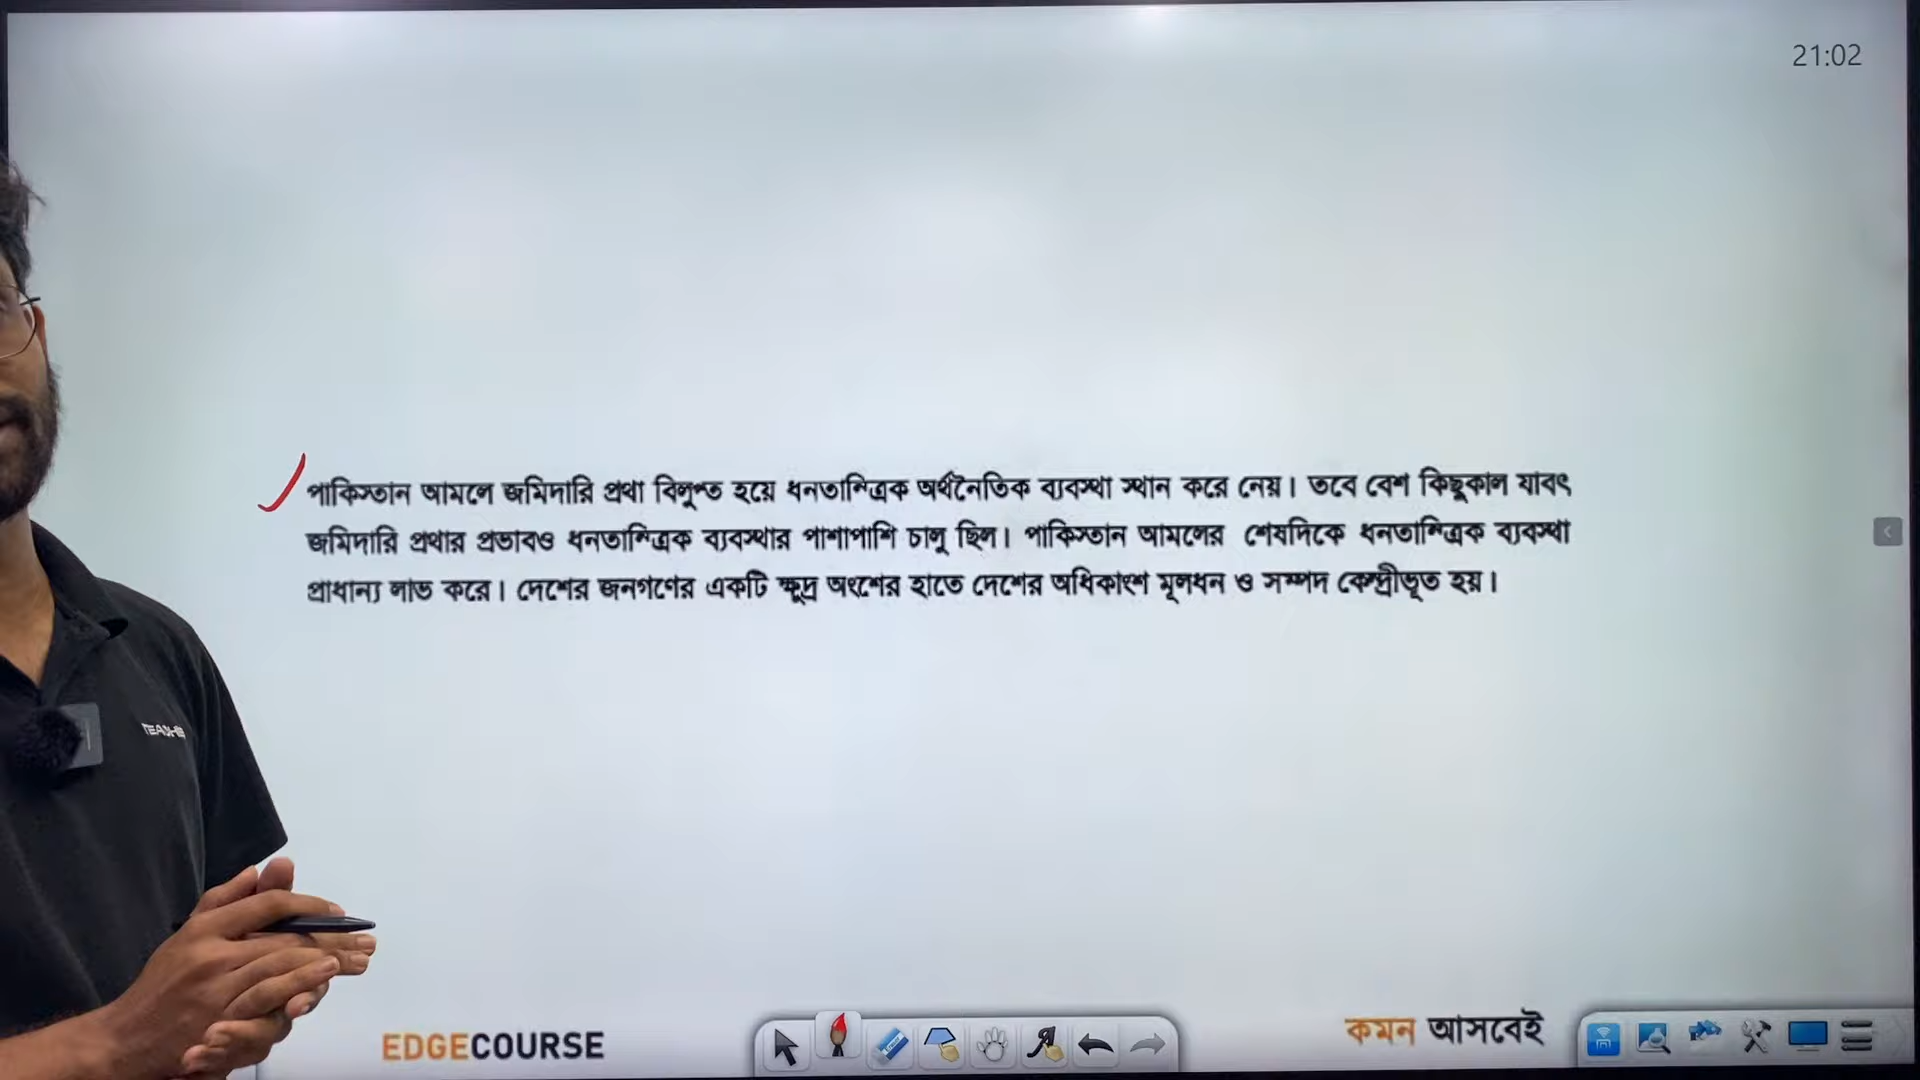 21:02
পাকিস্তান আমলে জমিদারি প্রথা বিলুপ্ত হয়ে ধনতান্ত্রিক অর্থনৈতিক ব্যবস্থা স্থান করে নেয়। তবে বেশ কিছুকাল যাবৎ
জমিদারি প্রথার প্রভাবও ধনতান্ত্রিক ব্যবস্থার পাশাপাশি চালু ছিল। পাকিস্তান আমলের শেষদিকে ধনতান্ত্রিক ব্যবস্থা
প্রাধান্য লাভ করে। দেশের জনগণের একটি ক্ষুদ্র অংশের হাতে দেশের অধিকাংশ মূলধন ও সম্পদ কেন্দ্রীভূত হয়।
EDGECOURSE
কমন আসবেই